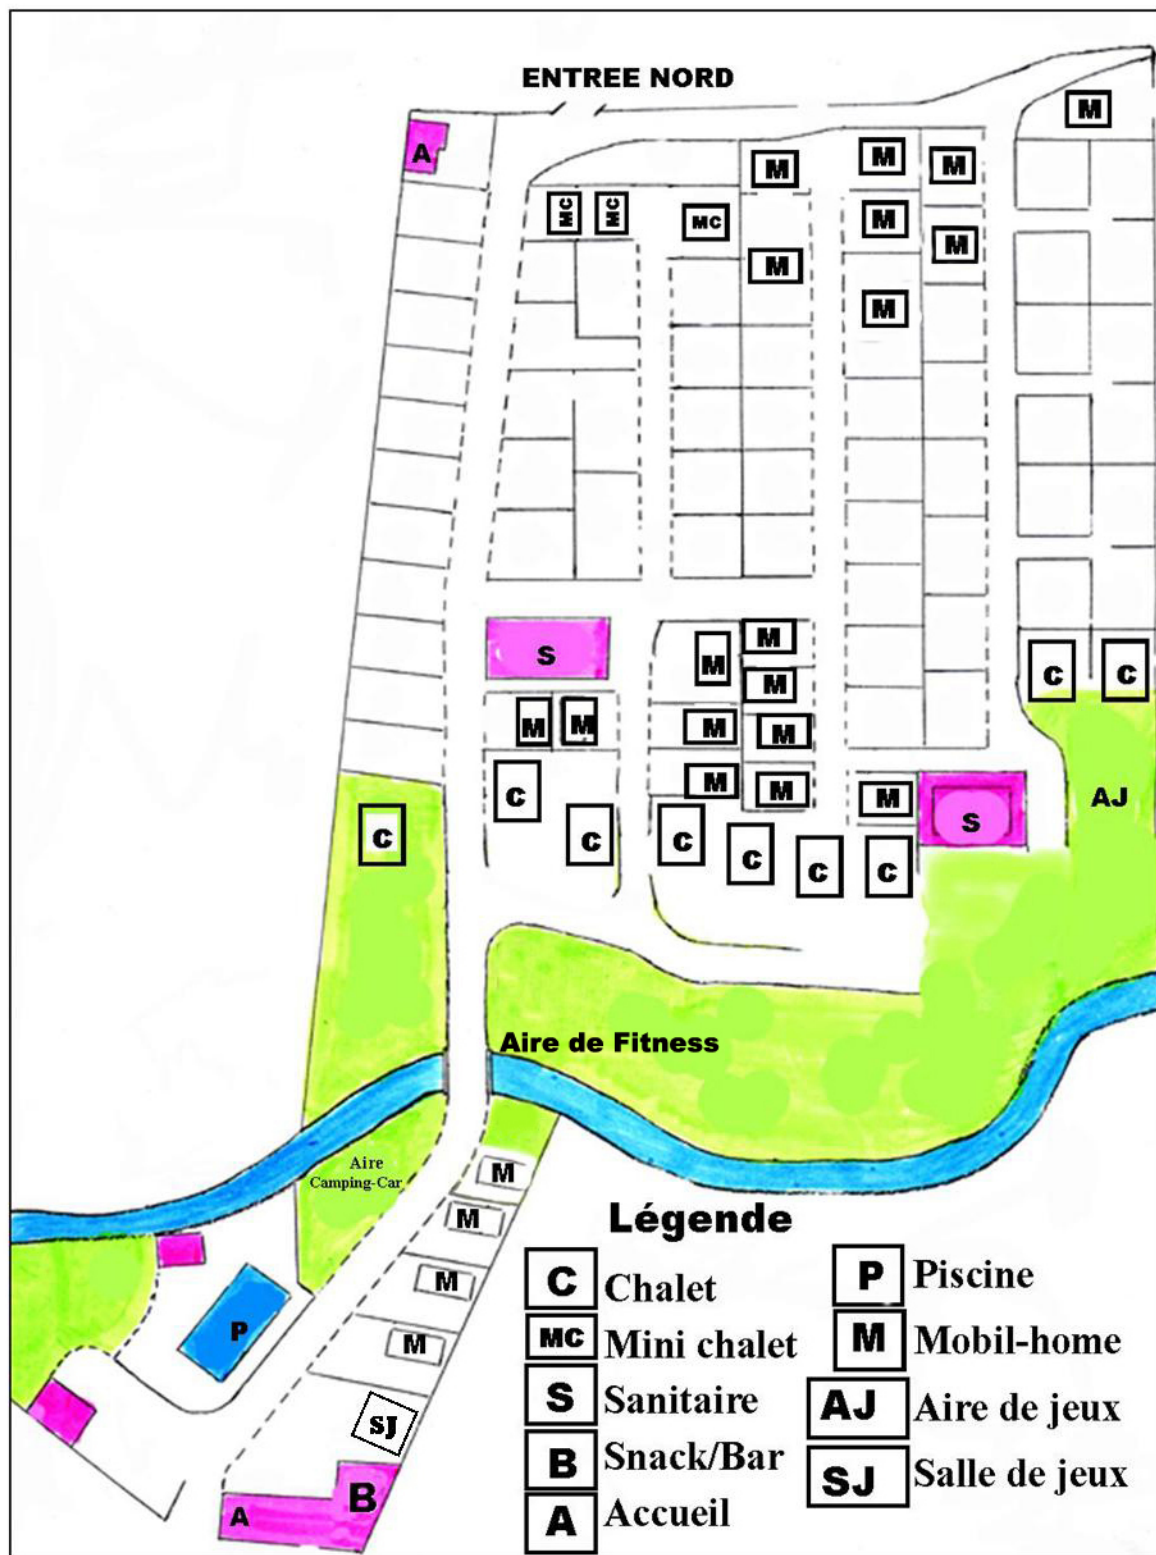 ENTREE NORD
M
A
M
M
M
MC
MC
MC
M
M
M
M
M
S
M
M
M
C
C
M
M
M
M
M
M
M
C
M
AJ
S
C
C
C
C
C
C
Aire de Fitness
Aire
Camping-Car
M
M
M
M
P
SJ
B
A
Légende
C Chalet
MC Mini chalet
S Sanitaire
B Snack/Bar
A Accueil
P Piscine
M Mobil-home
AJ Aire de jeux
SJ Salle de jeux